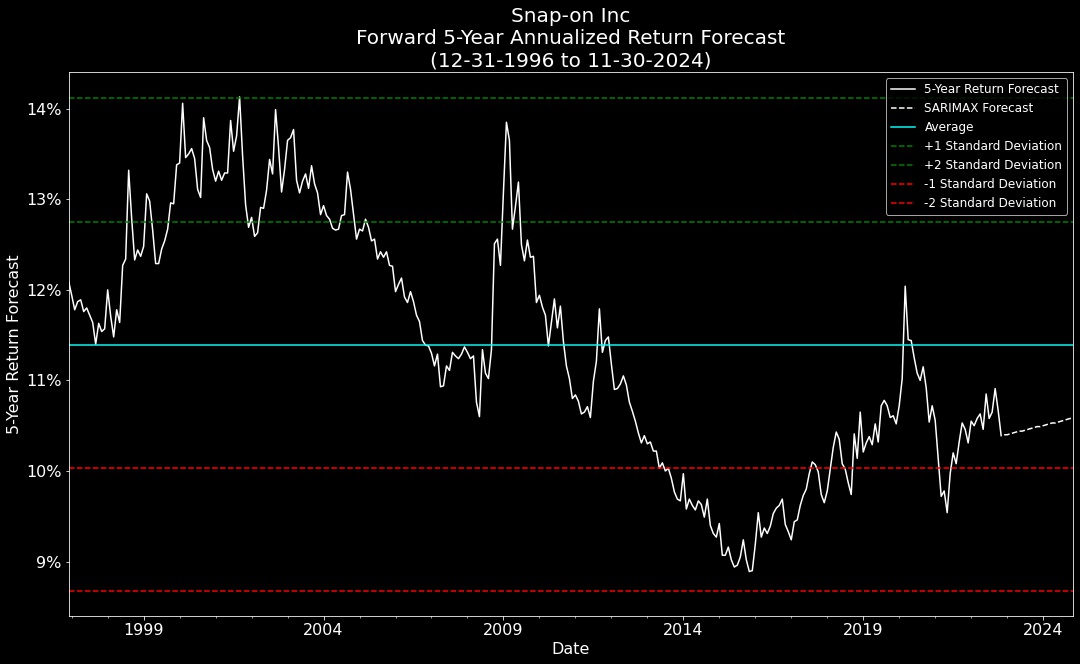 Snap-on Inc
Forward 5-Year Annualized Return Forecast
(12-31-1996 to 11-30-2024)
5-Year Return Forecast
SARIMAX Forecast
Average
+1 Standard Deviation
+2 Standard Deviation
-1 Standard Deviation
-2 Standard Deviation
5-Year Return Forecast
14%
13%
12%
11%
10%
9%
1999
2004
2009
2014
2019
2024
Date